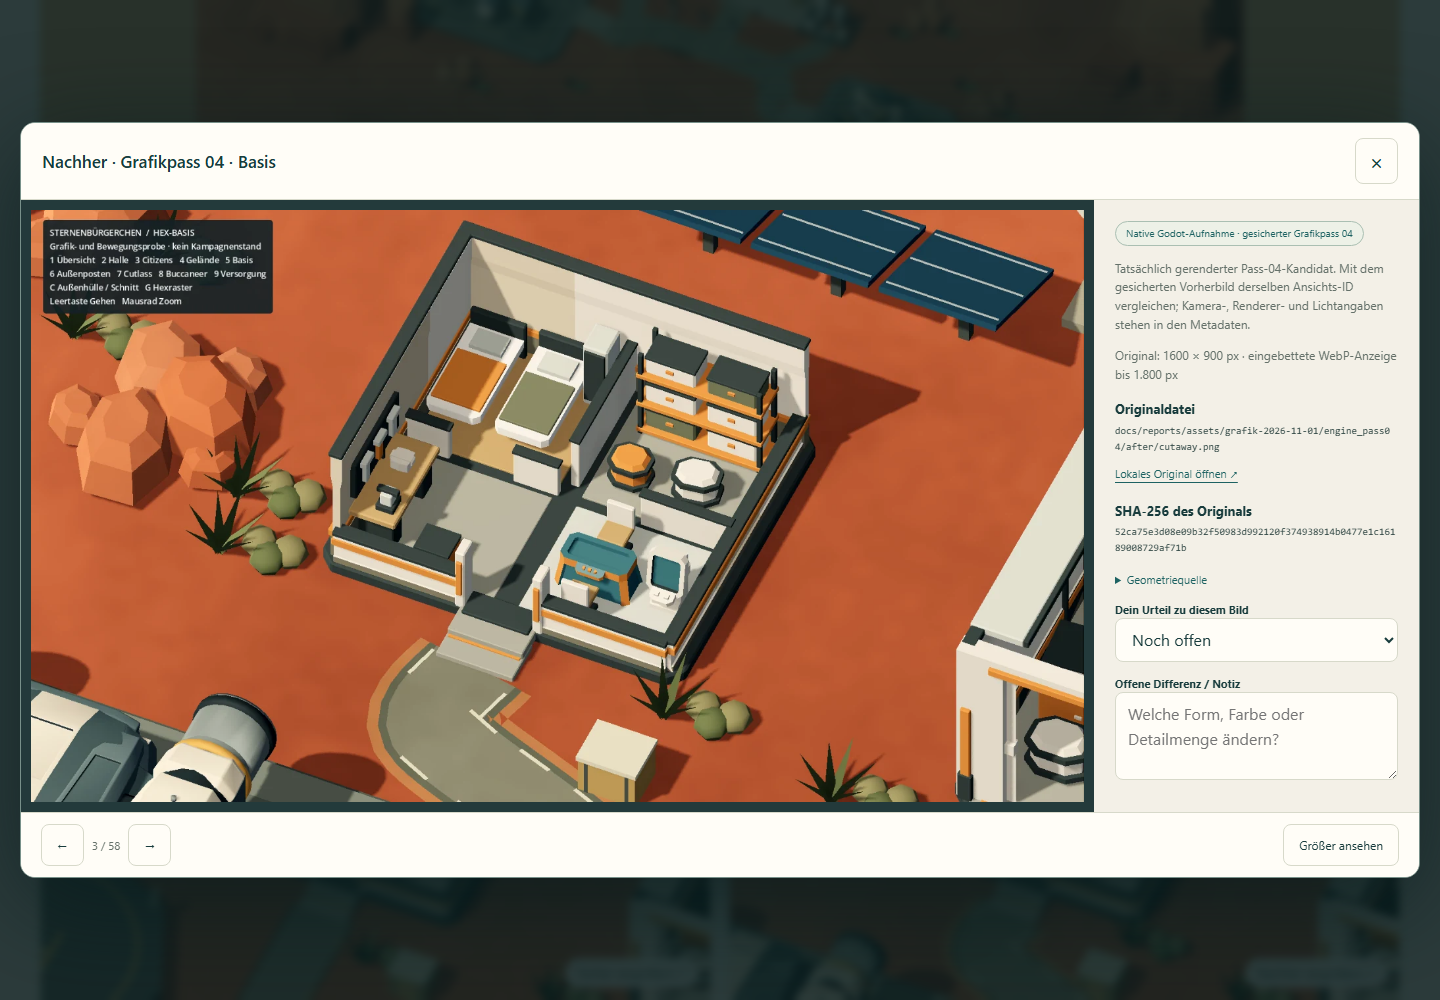 Nachher · Grafikpass 04 · Basis
×
STERNENBÜRGERCHEN / HEX-BASIS
Grafik- und Bewegungsprobe · kein Kampagnenstand
1 Übersicht 2 Halle 3 Citizens 4 Gelände 5 Basis
6 Außenposten 7 Cutlass 8 Buccaneer 9 Versorgung
C Außenhülle / Schnitt G Hexraster
Leertaste Gehen Mausrad Zoom
Native Godot-Aufnahme · gesicherter Grafikpass 04
Tatsächlich gerenderter Pass-04-Kandidat. Mit dem
gesicherten Vorherbild derselben Ansichts-ID
vergleichen; Kamera-, Renderer- und Lichtangaben
stehen in den Metadaten.
Original: 1600 × 900 px · eingebettete WebP-Anzeige
bis 1.800 px
Originaldatei
docs/reports/assets/grafik-2026-11-01/engine_pass0
4/after/cutaway.png
Lokales Original öffnen ↗
SHA-256 des Originals
52ca75e3d08e09b32f50983d992120f374938914b0477e1c161
89008729af71b
▶ Geometriequelle
Dein Urteil zu diesem Bild
Noch offen
Offene Differenz / Notiz
Welche Form, Farbe oder
Detailmenge ändern?
← 3 / 58 →
Größer ansehen